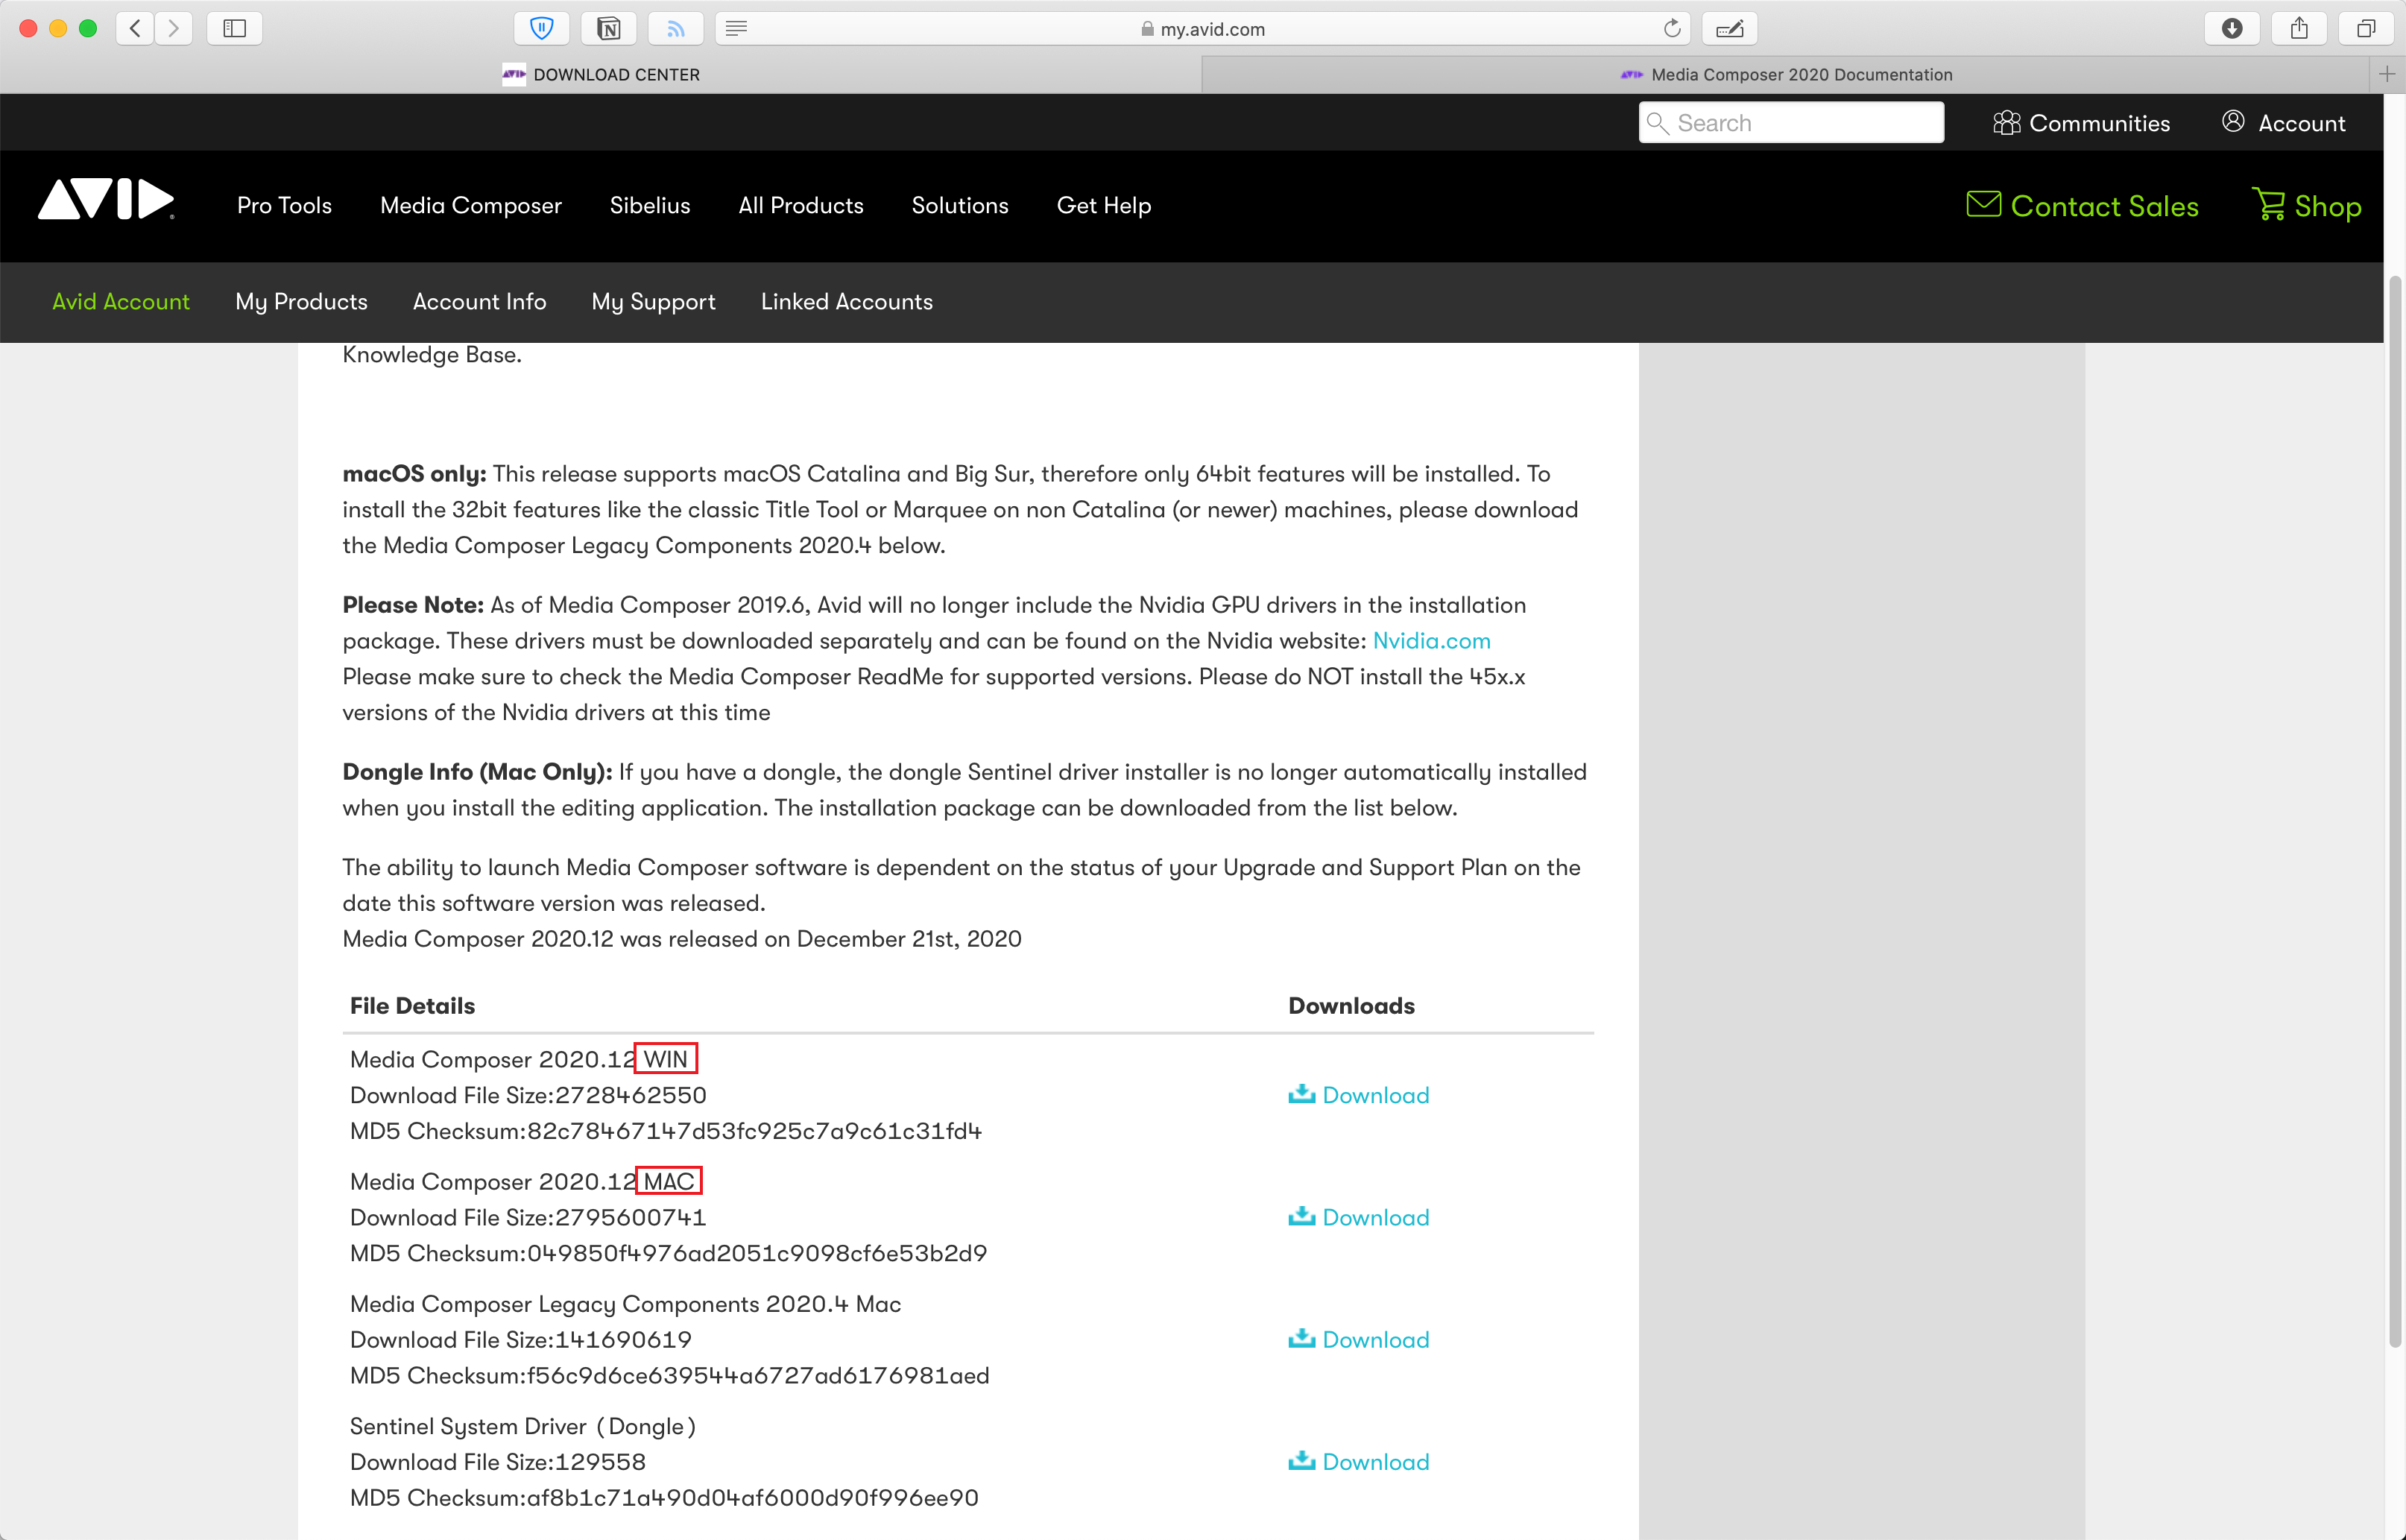 my.avid.com
AVID DOWNLOAD CENTER
AVID Media Composer 2020 Documentation
Search
Communities
Account
AVID
Pro Tools
Media Composer
Sibelius
All Products
Solutions
Get Help
Contact Sales
Shop
Avid Account
My Products
Account Info
My Support
Linked Accounts
Knowledge Base.
macOS only: This release supports macOS Catalina and Big Sur, therefore only 64bit features will be installed. To
install the 32bit features like the classic Title Tool or Marquee on non Catalina (or newer) machines, please download
the Media Composer Legacy Components 2020.4 below.
Please Note: As of Media Composer 2019.6, Avid will no longer include the Nvidia GPU drivers in the installation
package. These drivers must be downloaded separately and can be found on the Nvidia website: Nvidia.com
Please make sure to check the Media Composer ReadMe for supported versions. Please do NOT install the 45x.x
versions of the Nvidia drivers at this time
Dongle Info (Mac Only): If you have a dongle, the dongle Sentinel driver installer is no longer automatically installed
when you install the editing application. The installation package can be downloaded from the list below.
The ability to launch Media Composer software is dependent on the status of your Upgrade and Support Plan on the
date this software version was released.
Media Composer 2020.12 was released on December 21st, 2020
File Details
Downloads
Media Composer 2020.12 WIN
Download File Size:2728462550
Download
MD5 Checksum:82c78467147d53fc925c7a9c61c31fd4
Media Composer 2020.12 MAC
Download File Size:2795600741
Download
MD5 Checksum:049850f4976ad2051c9098cf6e53b2d9
Media Composer Legacy Components 2020.4 Mac
Download File Size:141690619
Download
MD5 Checksum:f56c9d6ce639544a6727ad6176981aed
Sentinel System Driver (Dongle)
Download File Size:129558
Download
MD5 Checksum:af8b1c71a490d04af6000d90f996ee90